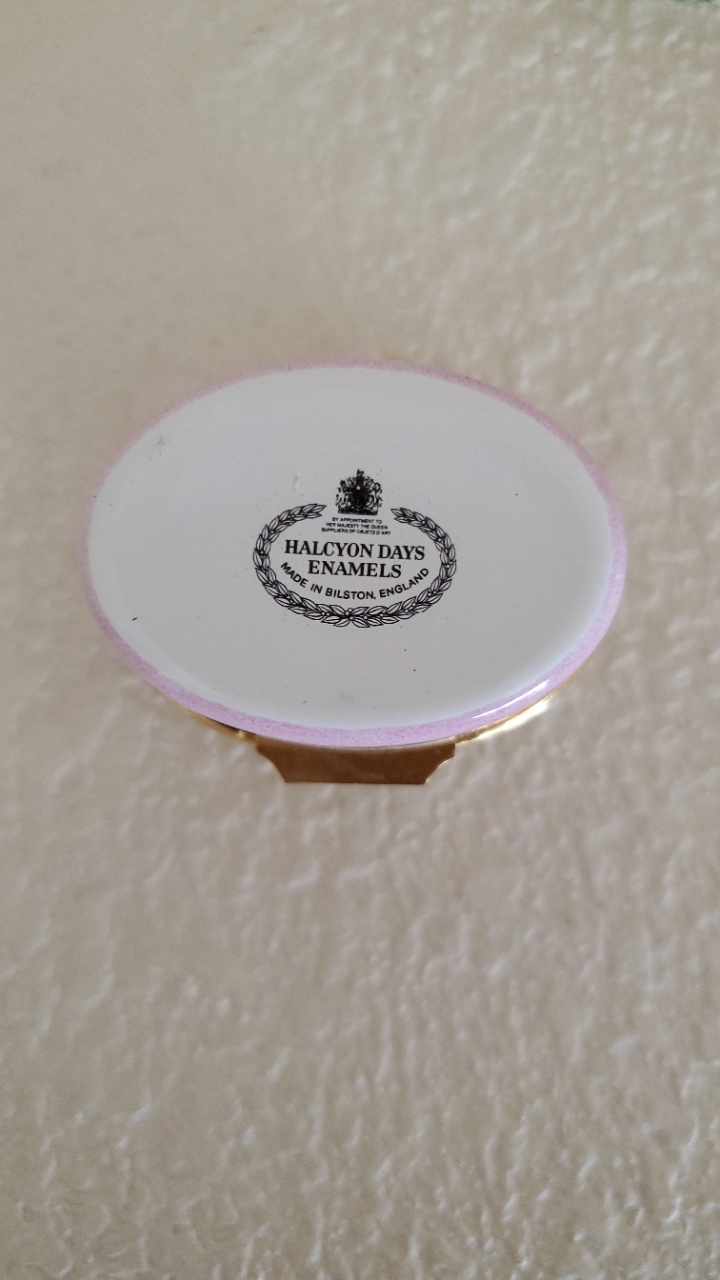 BY APPOINTMENT TO
HER MAJESTY THE QUEEN
SUPPLIERS OF OBJETS D'ART
HALCYON DAYS
ENAMELS
MADE IN BILSTON, ENGLAND